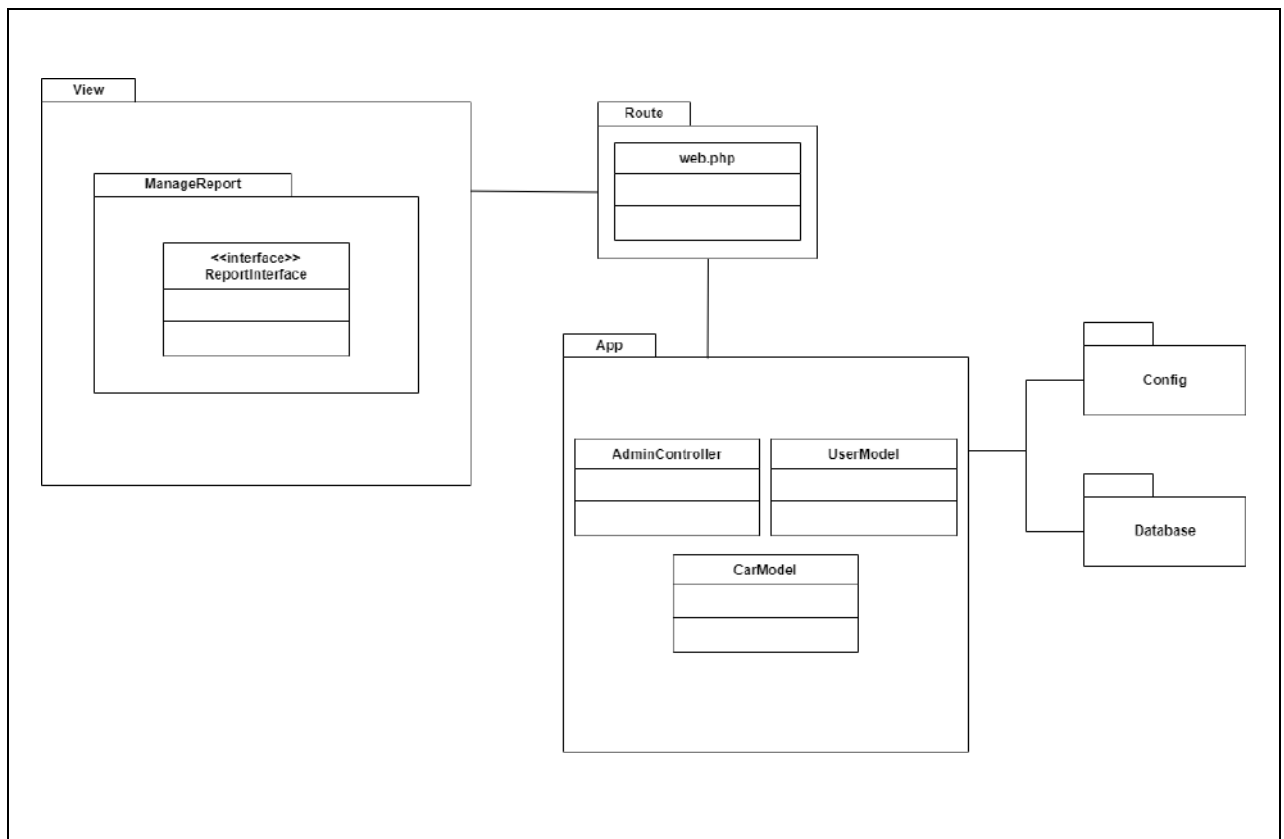 View
ManageReport
<<interface>>
ReportInterface
Route
web.php
App
AdminController
UserModel
CarModel
Config
Database